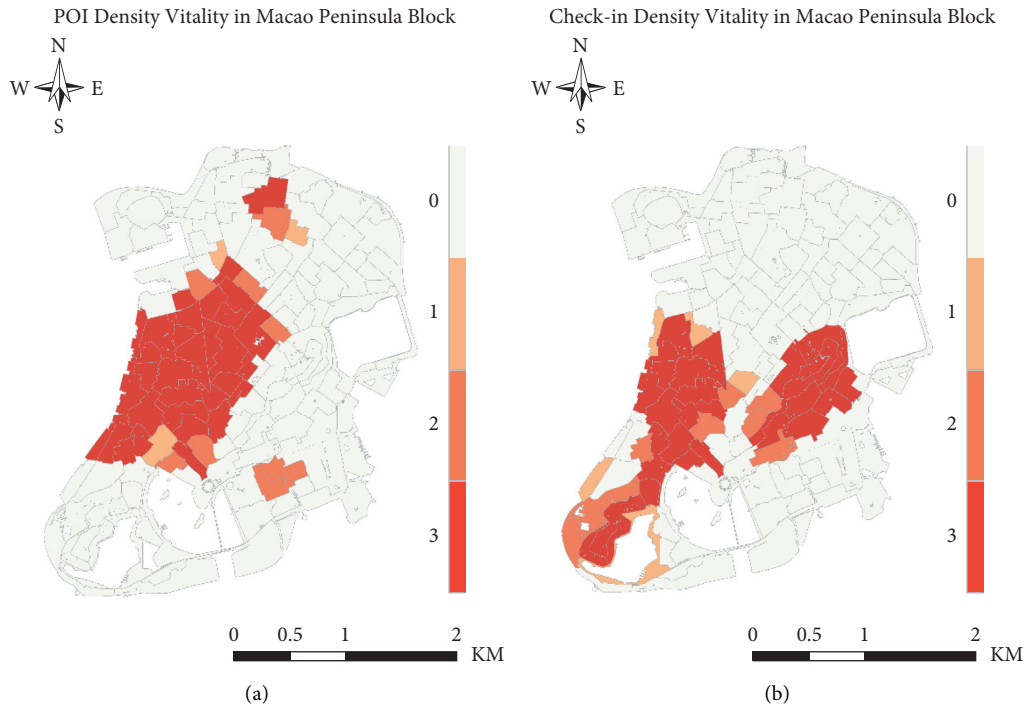 POI Density Vitality in Macao Peninsula Block
N
W E
S
0
1
2
3
0 0.5 1 2
KM
(a)
Check-in Density Vitality in Macao Peninsula Block
N
W E
S
0
1
2
3
0 0.5 1 2
KM
(b)